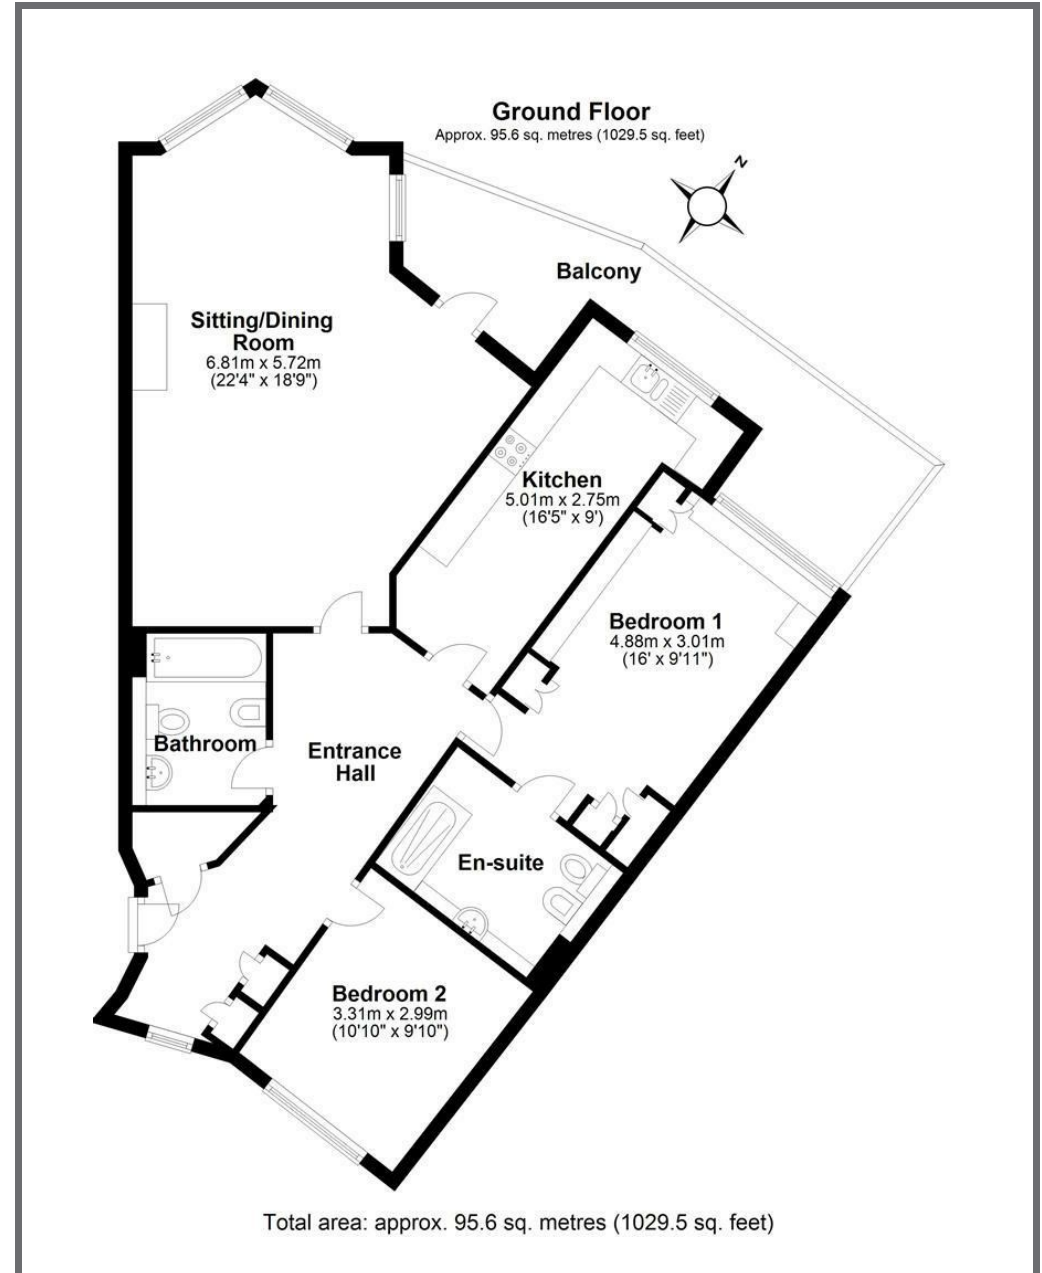 Ground Floor
Approx. 95.6 sq. metres (1029.5 sq. feet)
N
Balcony
Sitting/Dining
Room
6.81m x 5.72m
(22'4" x 18'9")
Kitchen
5.01m x 2.75m
(16'5" x 9')
Bedroom 1
4.88m x 3.01m
(16' x 9'11")
Bathroom
Entrance
Hall
En-suite
Bedroom 2
3.31m x 2.99m
(10'10" x 9'10")
Total area: approx. 95.6 sq. metres (1029.5 sq. feet)